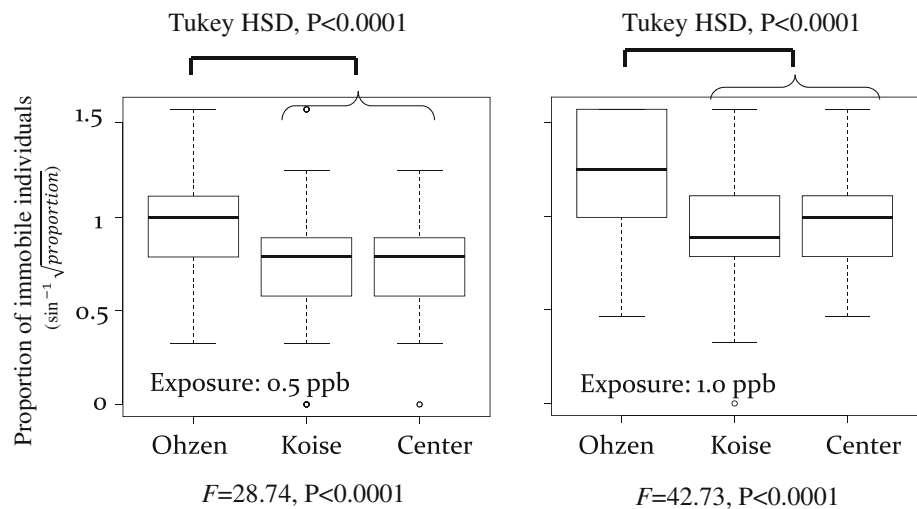 Tukey HSD, P<0.0001
Tukey HSD, P<0.0001
Proportion of immobile individuals
(sin⁻¹ √proportion)
1.5
1
0.5
0
Exposure: 0.5 ppb
Exposure: 1.0 ppb
Ohzen Koise Center
Ohzen Koise Center
F=28.74, P<0.0001
F=42.73, P<0.0001